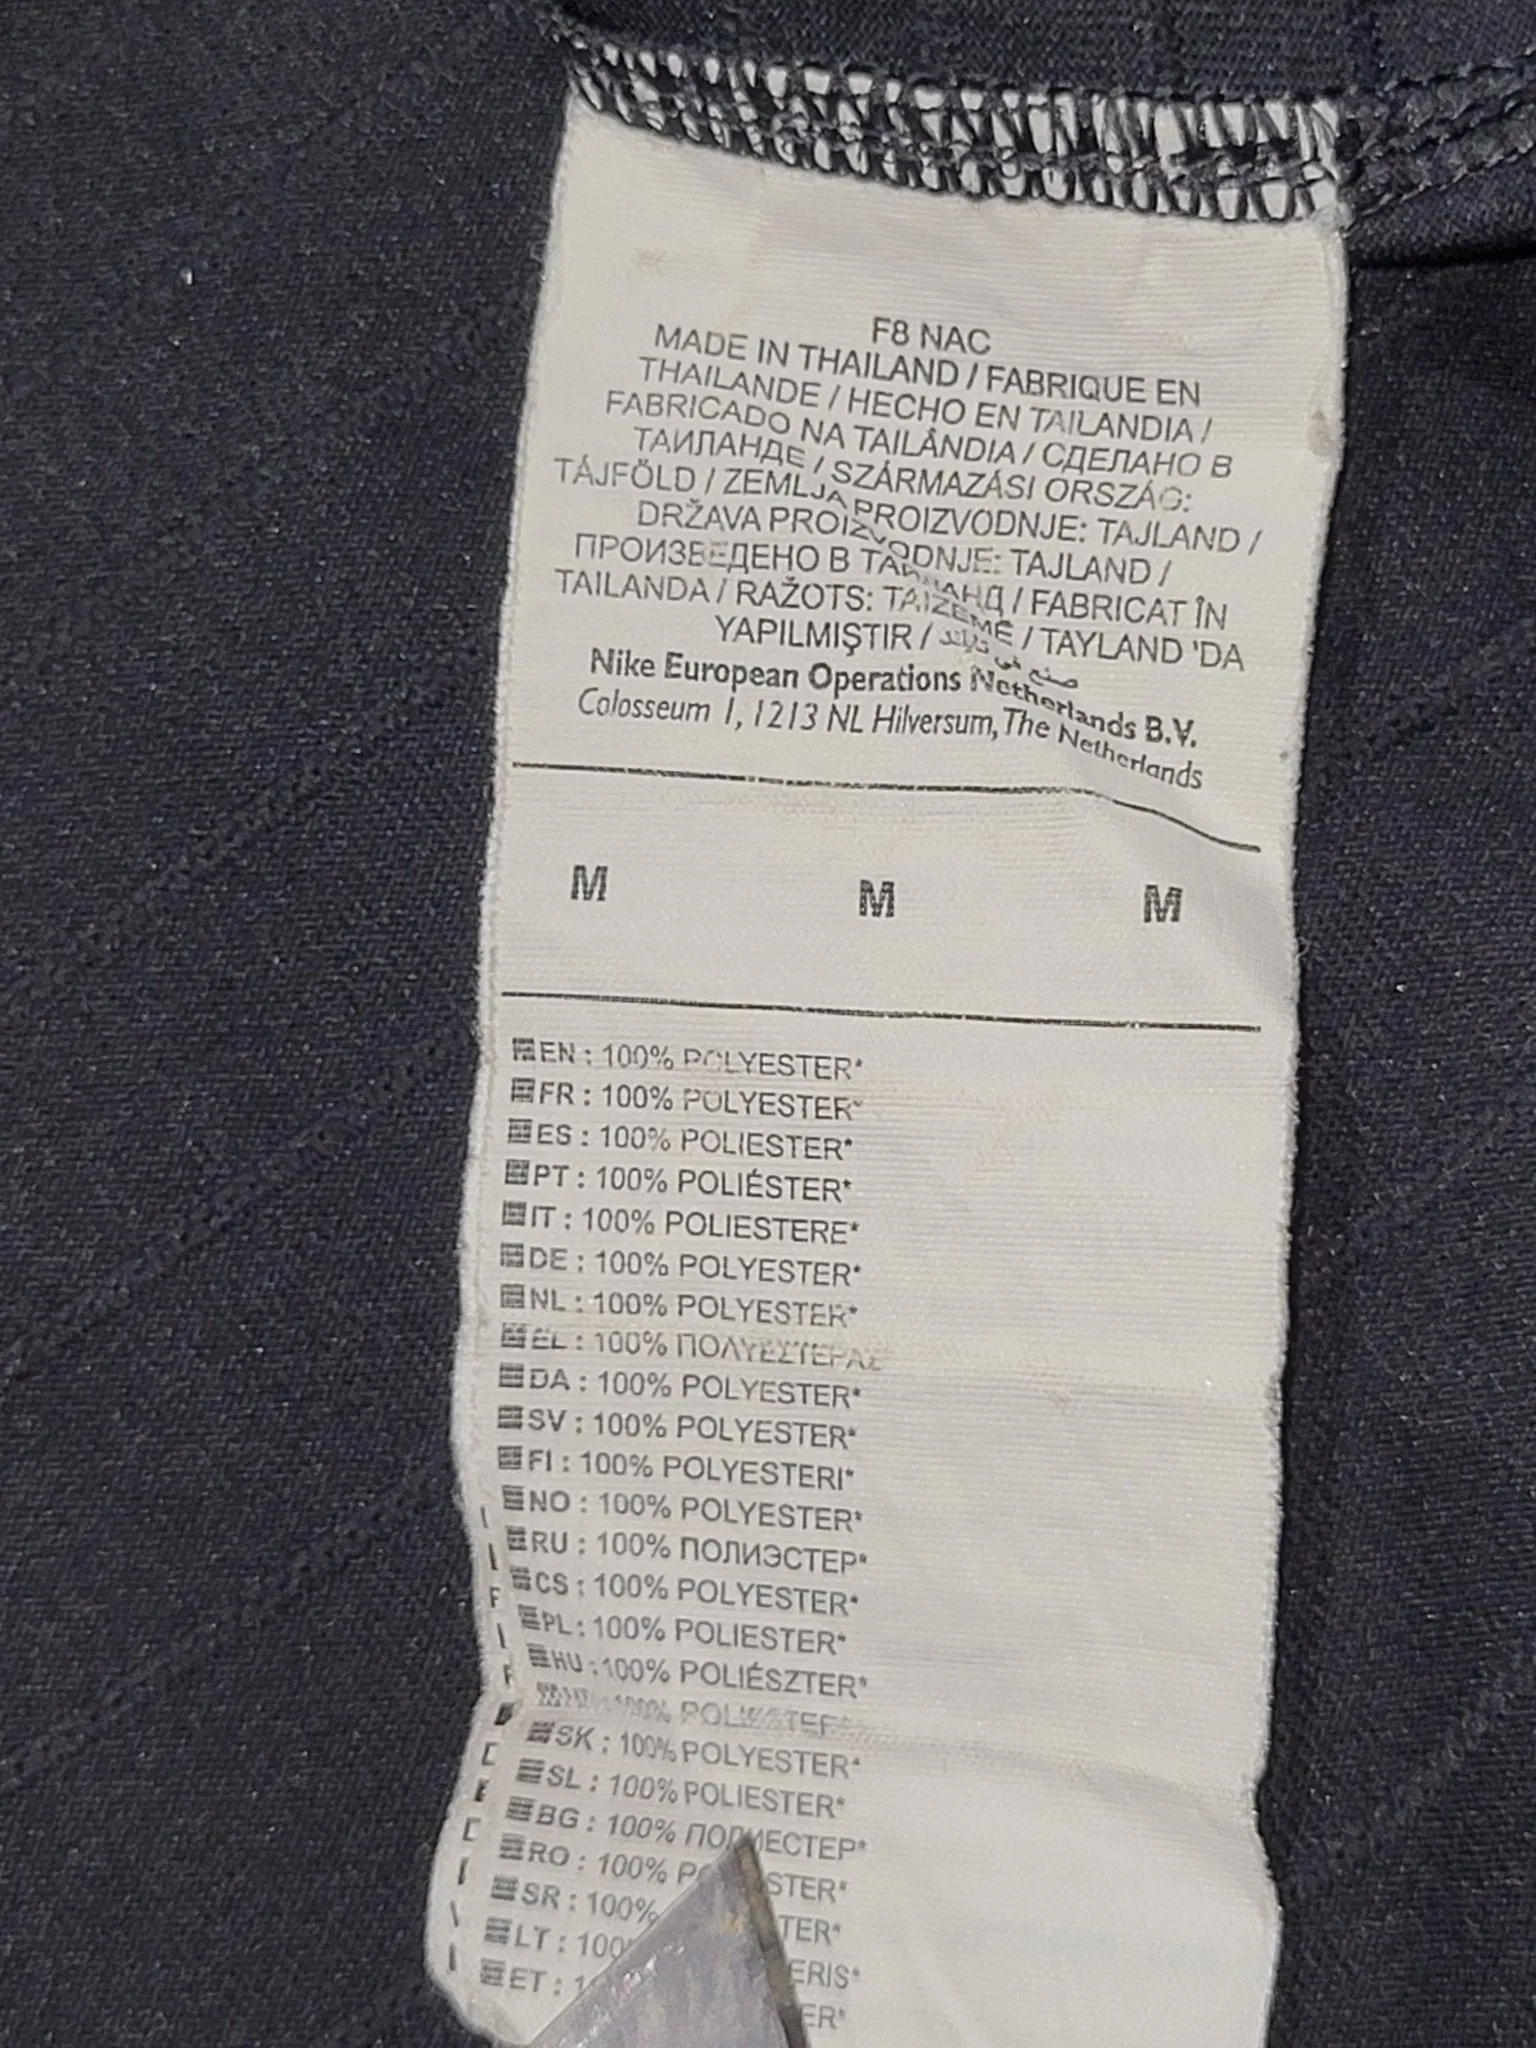 F8 NAC
MADE IN THAILAND / FABRIQUE EN
THAILANDE / HECHO EN TAILANDIA /
FABRICADO NA TAILÂNDIA / СДЕЛАНО В
ТАИЛАНДЕ / SZÁRMAZÁSI ORSZÁG:
TÁJFÖLD / ZEMLJA PROIZVODNJE: TAJLAND /
DRŽAVA PROIZVODNJE: TAJLAND /
ПРОИЗВЕДЕНО В ТАЙЛАНД / FABRICAT ÎN
TAILANDA / RAŽOTS: TAIZEMĒ / TAYLAND 'DA
YAPILMIŞTIR / صنع في تايلاند
Nike European Operations Netherlands B.V.
Colosseum 1, 1213 NL Hilversum, The Netherlands
M M M
EN : 100% POLYESTER*
FR : 100% POLYESTER*
ES : 100% POLIESTER*
PT : 100% POLIÉSTER*
IT : 100% POLIESTERE*
DE : 100% POLYESTER*
NL : 100% POLYESTER*
EL : 100% ΠΟΛΥΕΣΤΕΡΑΣ
DA : 100% POLYESTER*
SV : 100% POLYESTER*
FI : 100% POLYESTERI*
NO : 100% POLYESTER*
RU : 100% ПОЛИЭСТЕР*
CS : 100% POLYESTER*
PL : 100% POLIESTER*
HU : 100% POLIÉSZTER*
100%
SK : 100% POLYESTER*
SL : 100% POLIESTER*
BG : 100% ПОЛИЕСТЕР*
RO : 100%
SR : 100%
LT :
ET :